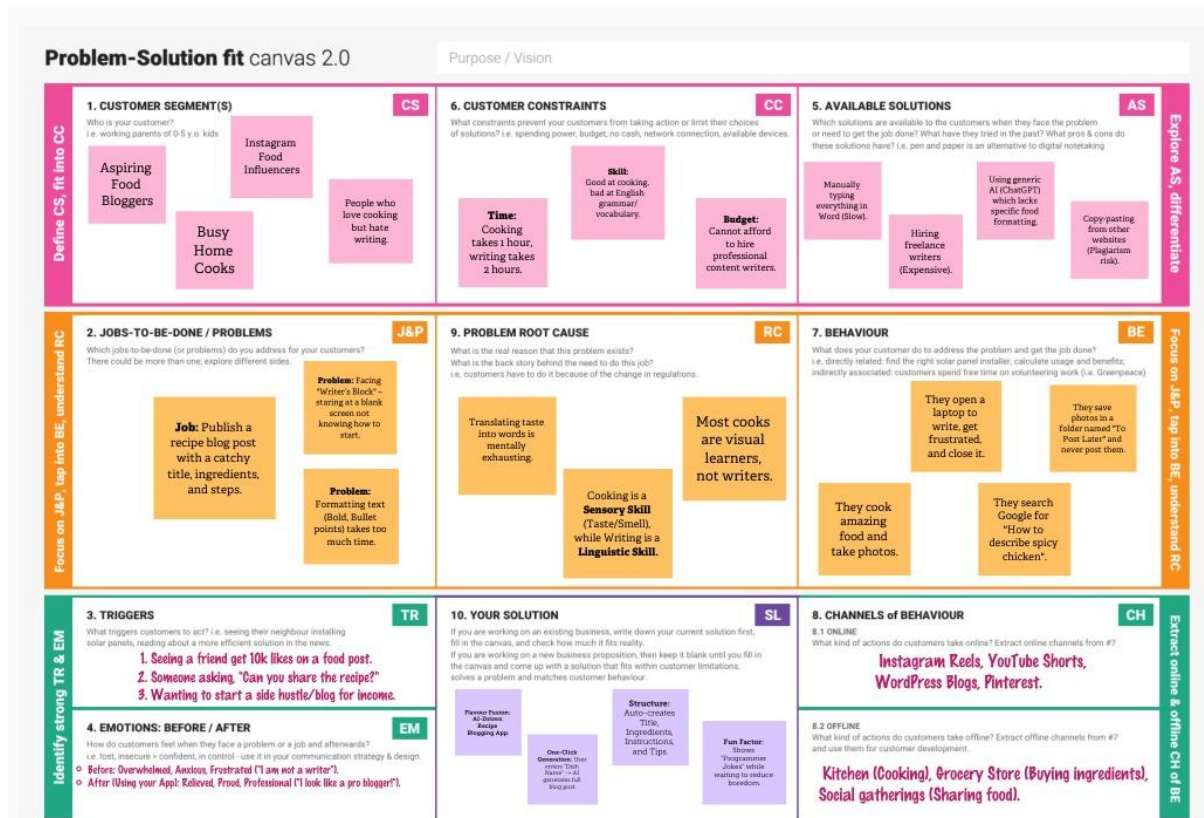 Problem-Solution fit canvas 2.0
Purpose / Vision
Define CS, fit into CC
1. CUSTOMER SEGMENT(S)
CS
Who is your customer?
i.e. working parents of 0-5 y.o. kids
Aspiring
Food
Bloggers
Instagram
Food
Influencers
Busy
Home
Cooks
People who
love cooking
but hate
writing.
6. CUSTOMER CONSTRAINTS
CC
What constraints prevent your customers from taking action or limit their choices
of solutions? i.e. spending power, budget, no cash, network connection, available devices.
Time:
Cooking
takes 1 hour,
writing takes
2 hours.
Skill:
Good at cooking,
bad at English
grammar/
vocabulary.
Budget:
Cannot afford
to hire
professional
content writers.
5. AVAILABLE SOLUTIONS
AS
Which solutions are available to the customers when they face the problem
or need to get the job done? What have they tried in the past? What pros & cons do
these solutions have? i.e. pen and paper is an alternative to digital notetaking
Manually
typing
everything in
Word (Slow).
Hiring
freelance
writers
(Expensive).
Using generic
AI (ChatGPT)
which lacks
specific food
formatting.
Copy-pasting
from other
websites
(Plagiarism
risk).
Explore AS, differentiate
Focus on J&P, tap into BE, understand RC
2. JOBS-TO-BE-DONE / PROBLEMS
J&P
Which jobs-to-be-done (or problems) do you address for your customers?
There could be more than one; explore different sides.
Job: Publish a
recipe blog post
with a catchy
title, ingredients,
and steps.
Problem: Facing
"Writer's Block" –
staring at a blank
screen not
knowing how to
start.
Problem:
Formatting text
(Bold, Bullet
points) takes too
much time.
9. PROBLEM ROOT CAUSE
RC
What is the real reason that this problem exists?
What is the back story behind the need to do this job?
i.e. customers have to do it because of the change in regulations.
Translating taste
into words is
mentally
exhausting.
Cooking is a
Sensory Skill
(Taste/Smell),
while Writing is a
Linguistic Skill.
Most cooks
are visual
learners,
not writers.
7. BEHAVIOUR
BE
What does your customer do to address the problem and get the job done?
i.e. directly related: find the right solar panel installer, calculate usage and benefits;
indirectly associated: customers spend free time on volunteering work (i.e. Greenpeace)
They open a
laptop to
write, get
frustrated,
and close it.
They save
photos in a
folder named "To
Post Later" and
never post them.
They cook
amazing
food and
take photos.
They search
Google for
"How to
describe spicy
chicken".
Focus on J&P, tap into BE, understand RC
Identify strong TR & EM
3. TRIGGERS
TR
What triggers customers to act? i.e. seeing their neighbour installing
solar panels, reading about a more efficient solution in the news.
1. Seeing a friend get 10k likes on a food post.
2. Someone asking, "Can you share the recipe?"
3. Wanting to start a side hustle/blog for income.
4. EMOTIONS: BEFORE / AFTER
EM
How do customers feel when they face a problem or a job and afterwards?
i.e. lost, insecure > confident, in control - use it in your communication strategy & design.
Before: Overwhelmed, Anxious, Frustrated ("I am not a writer").
After (Using your App): Relieved, Proud, Professional ("I look like a pro blogger!").
10. YOUR SOLUTION
SL
If you are working on an existing business, write down your current solution first,
fill in the canvas, and check how much it fits reality.
If you are working on a new business proposition, then keep it blank until you fill in
the canvas and come up with a solution that fits within customer limitations,
solves a problem and matches customer behaviour.
Flavour Fusion:
AI-Driven
Recipe
Blogging App.
One-Click
Generation: User
enters "Dish
Name" -> AI
generates full
blog post
Structure:
Auto-creates
Title,
Ingredients,
Instructions,
and Tips.
Fun Factor:
Shows
"Programmer
Jokes" while
waiting to reduce
boredom.
8. CHANNELS of BEHAVIOUR
CH
8.1 ONLINE
What kind of actions do customers take online? Extract online channels from #7
Instagram Reels, YouTube Shorts,
WordPress Blogs, Pinterest.
8.2 OFFLINE
What kind of actions do customers take offline? Extract offline channels from #7
and use them for customer development.
Kitchen (Cooking), Grocery Store (Buying ingredients),
Social gatherings (Sharing food).
Extract online & offline CH of BE